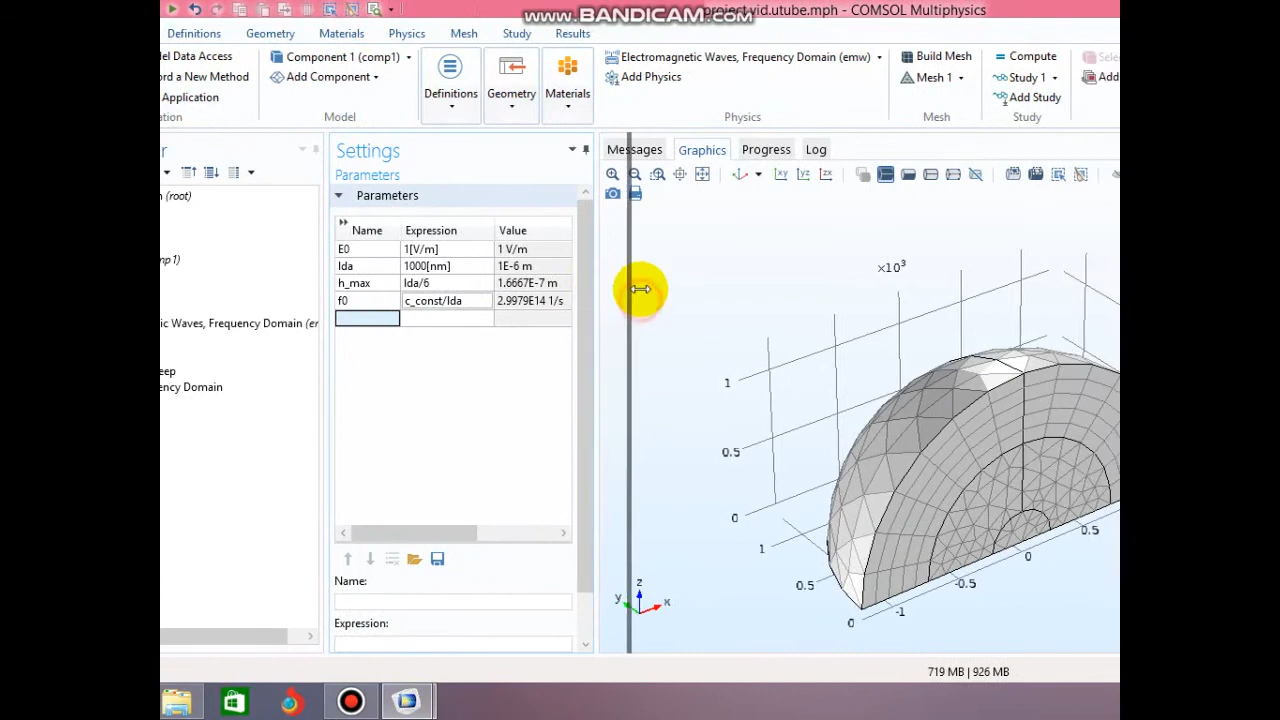 www.BANDICAM.com
project vid.utube.mph - COMSOL Multiphysics
Definitions Geometry Materials Physics Mesh Study Results
Data Access
a New Method
Application
Component 1 (comp1)
Add Component
Model
Definitions
Geometry
Materials
Electromagnetic Waves, Frequency Domain (emw)
Add Physics
Physics
Build Mesh
Mesh 1
Mesh
Compute
Study 1
Add Study
Study
Add
(root)
Waves, Frequency Domain
Frequency Domain
Settings
Parameters
Parameters
Name Expression Value
E0 1[V/m] 1 V/m
lda 1000[nm] 1E-6 m
h_max lda/6 1.6667E-7 m
f0 c_const/lda 2.9979E14 1/s
Name:
Expression:
Messages Graphics Progress Log
×10³
1
0.5
0
1
0.5
0
-1
-0.5
0
0.5
z
y
x
719 MB | 926 MB